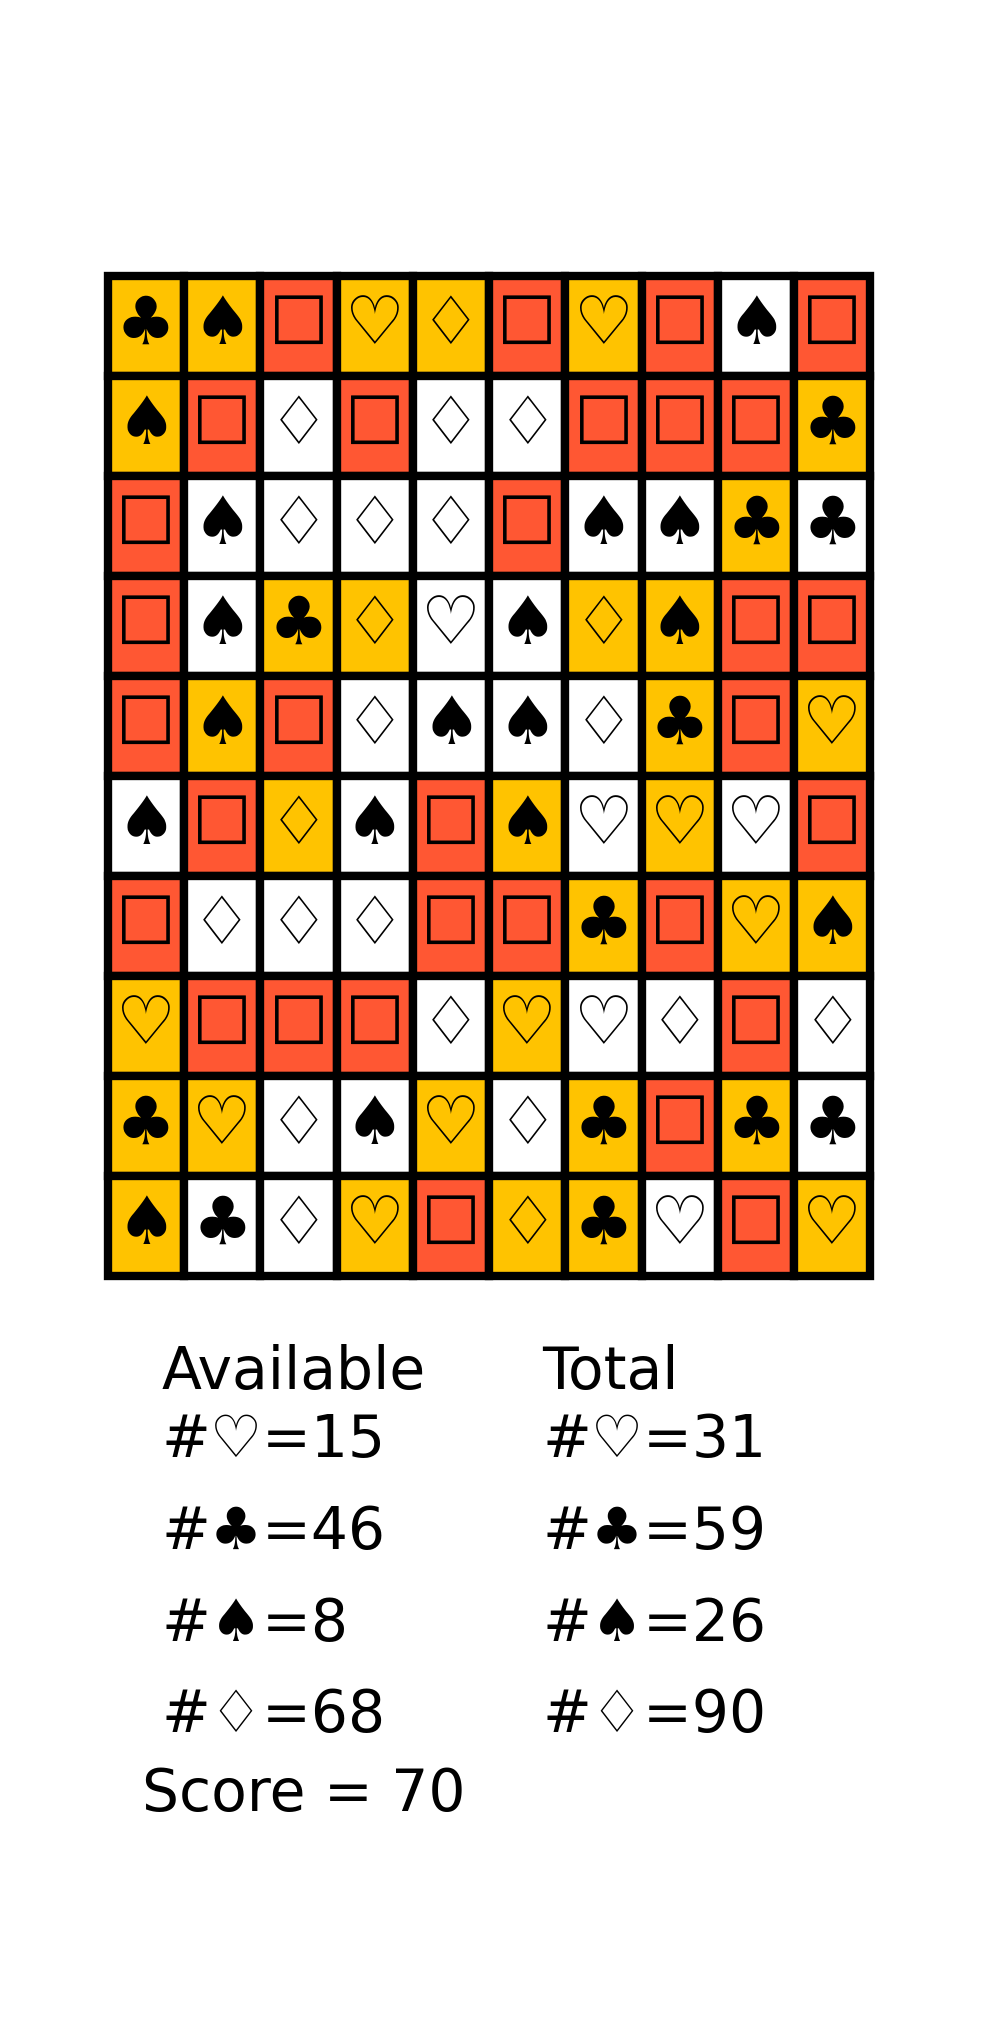 ♣ ♠ □ ♡ ♢ □ ♡ □ ♠ □
♠ □ ♢ □ ♢ ♢ □ □ □ ♣
□ ♠ ♢ ♢ ♢ □ ♠ ♠ ♣ ♣
□ ♠ ♣ ♢ ♡ ♠ ♢ ♠ □ □
□ ♠ □ ♢ ♠ ♠ ♢ ♣ □ ♡
♠ □ ♢ ♠ □ ♠ ♡ ♡ ♡ □
□ ♢ ♢ ♢ □ □ ♣ □ ♡ ♠
♡ □ □ □ ♢ ♡ ♡ ♢ □ ♢
♣ ♡ ♢ ♠ ♡ ♢ ♣ □ ♣ ♣
♠ ♣ ♢ ♡ □ ♢ ♣ ♡ □ ♡
Available Total
#♡=15 #♡=31
#♣=46 #♣=59
#♠=8 #♠=26
#♢=68 #♢=90
Score = 70